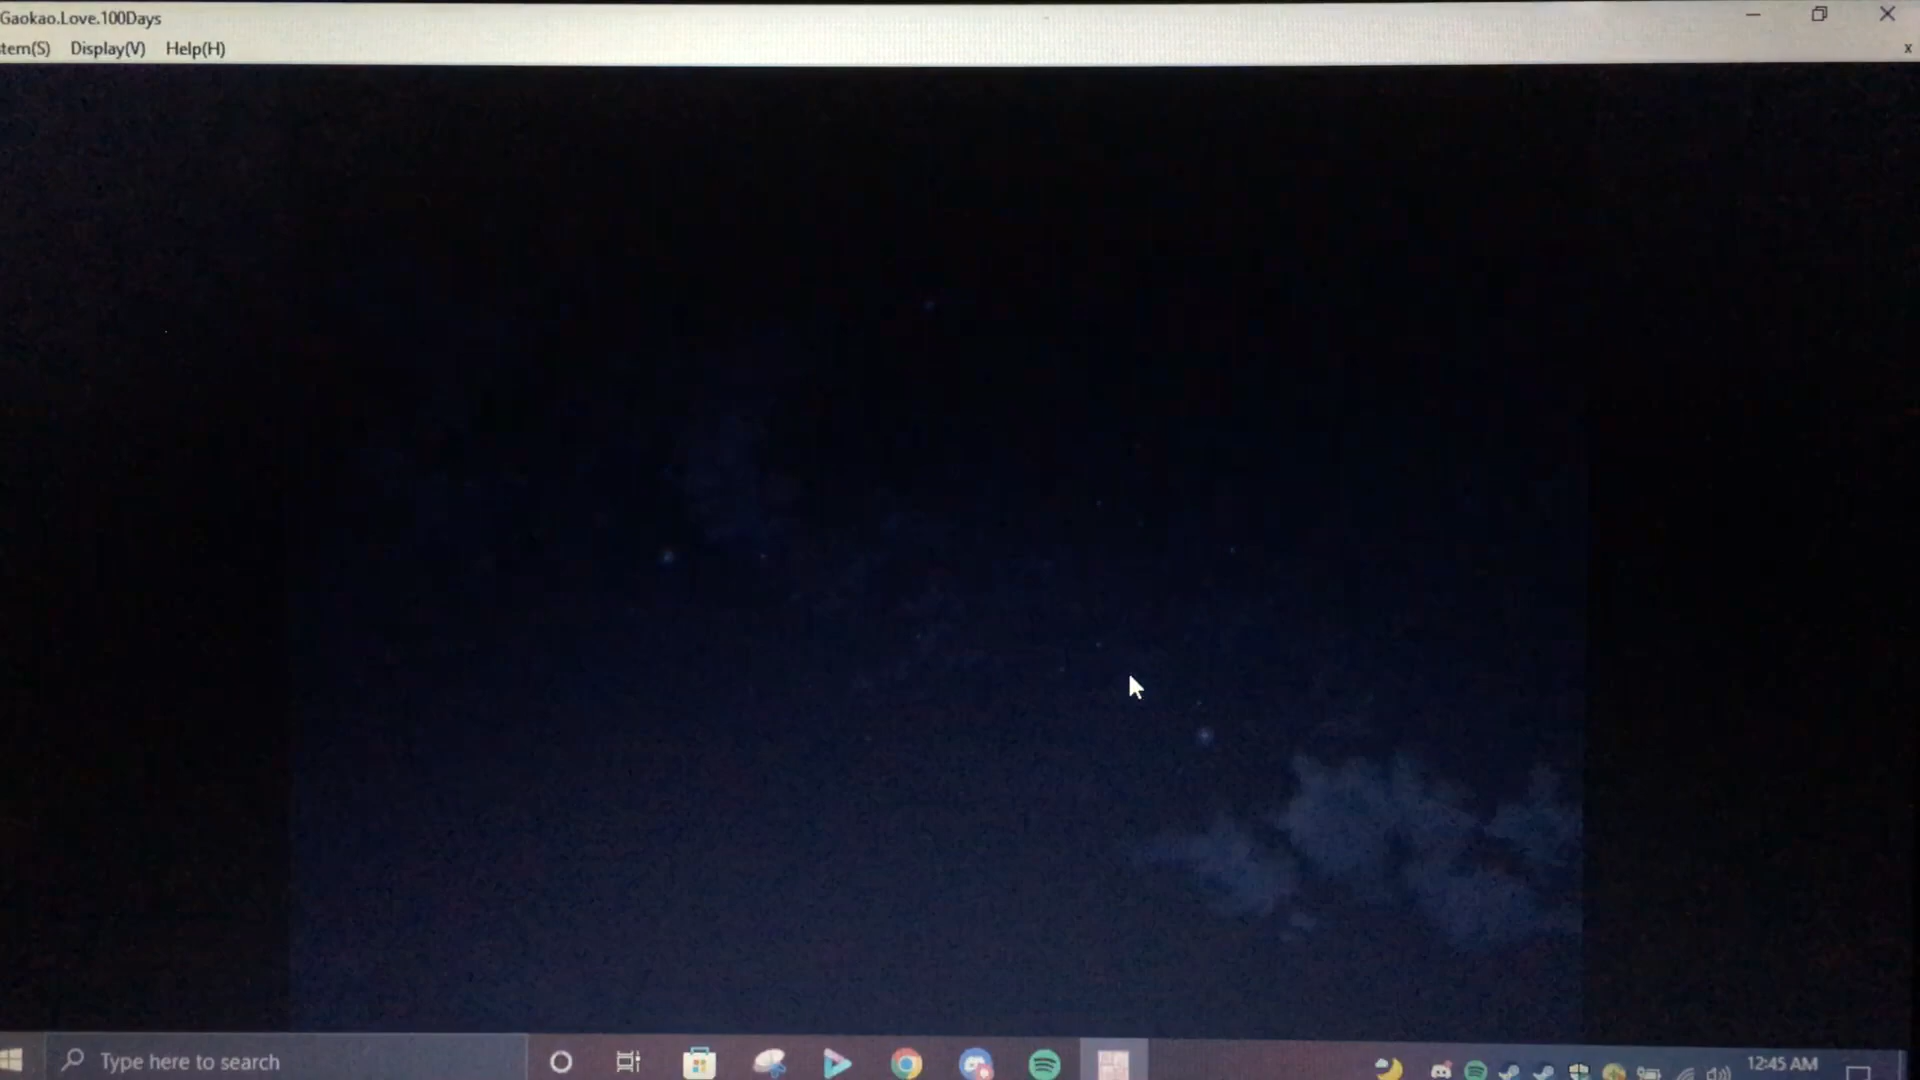 Gaokao.Love.100Days
tem(S) Display(V) Help(H)
Type here to search
12:45 AM